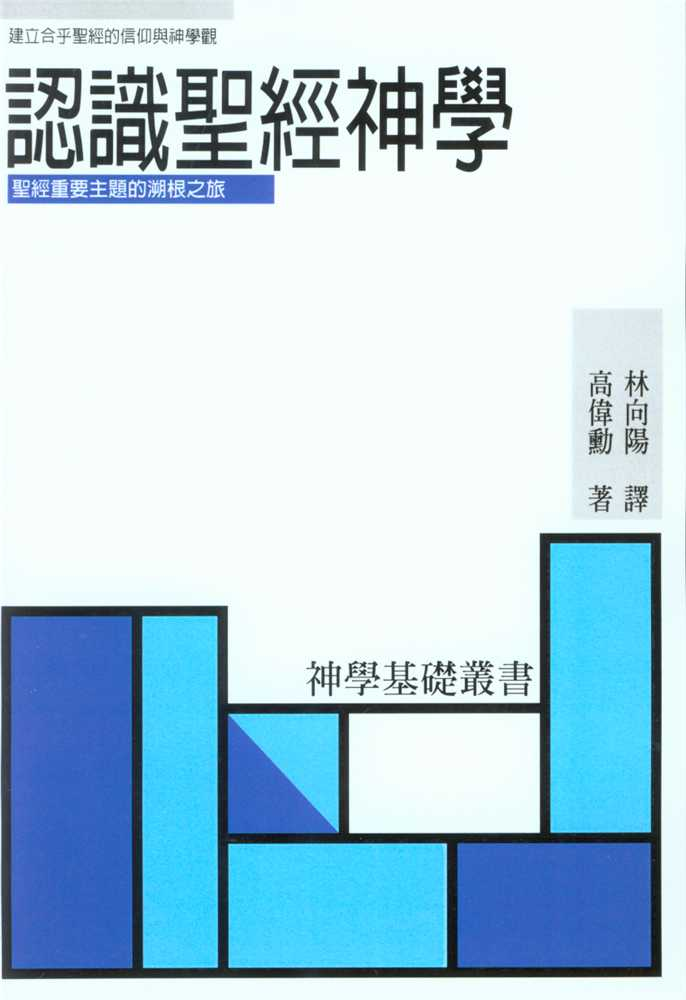 建立合乎聖經的信仰與神學觀
認識聖經神學
聖經重要主題的溯根之旅
林向陽 譯
高偉勳 著
神學基礎叢書